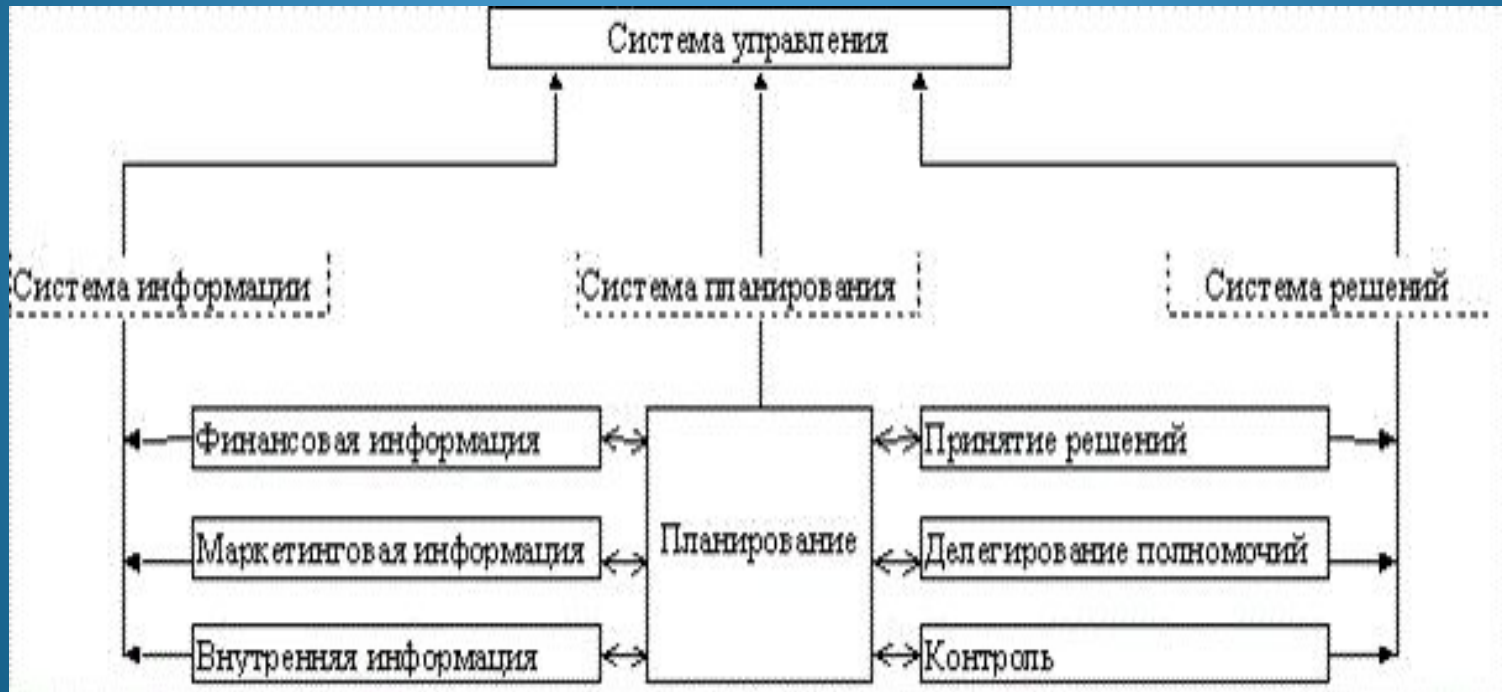 Система управления
Система информации
Система планирования
Система решений
Финансовая информация
Принятие решений
Маркетинговая информация
Планирование
Делегирование полномочий
Внутренняя информация
Контроль